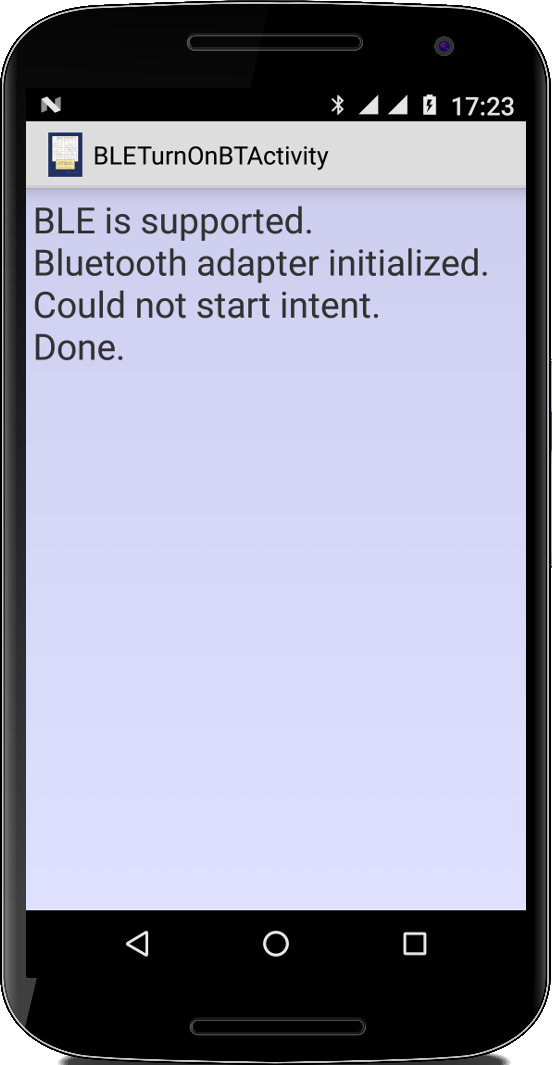 17:23
BLETurnOnBTActivity
BLE is supported.
Bluetooth adapter initialized.
Could not start intent.
Done.